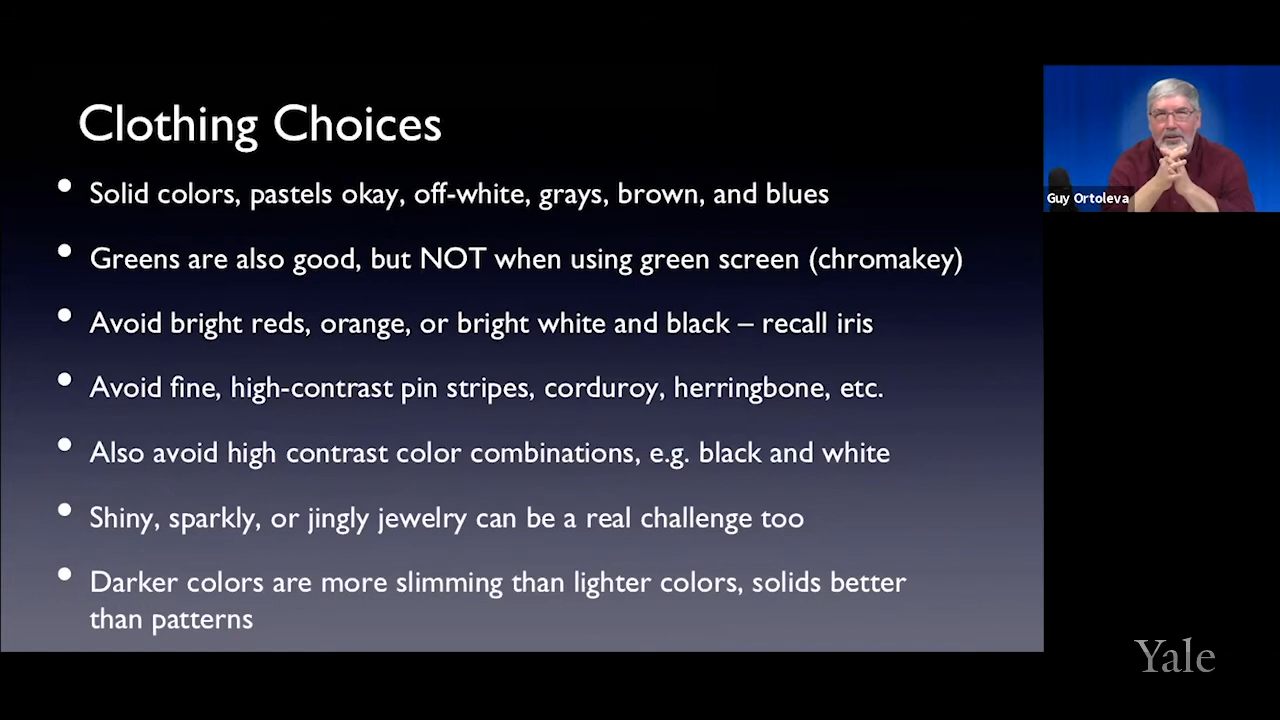 Clothing Choices
• Solid colors, pastels okay, off-white, grays, brown, and blues
• Greens are also good, but NOT when using green screen (chromakey)
• Avoid bright reds, orange, or bright white and black – recall iris
• Avoid fine, high-contrast pin stripes, corduroy, herringbone, etc.
• Also avoid high contrast color combinations, e.g. black and white
• Shiny, sparkly, or jingly jewelry can be a real challenge too
• Darker colors are more slimming than lighter colors, solids better
than patterns
Guy Ortoleva
Yale